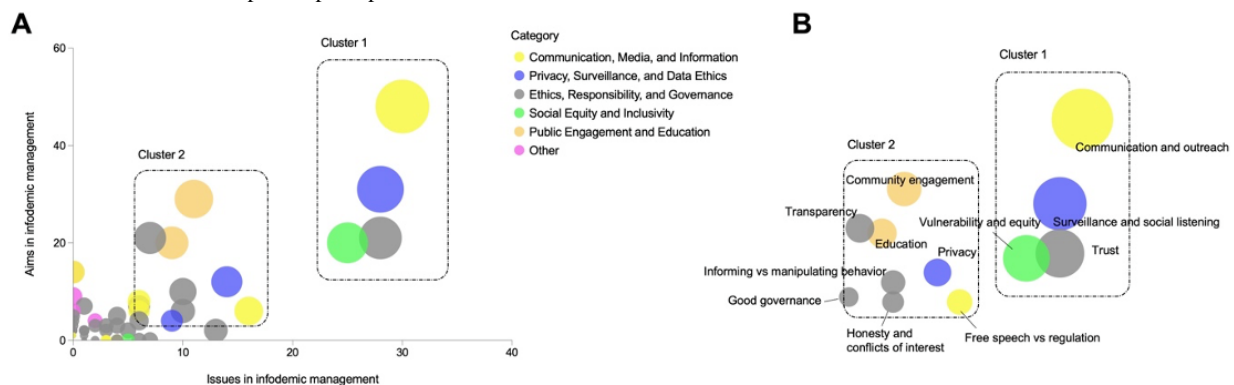 A
Cluster 1
Cluster 2
60
40
20
0
0
10
20
30
40
Aims in infodemic management
Issues in infodemic management
Category
Communication, Media, and Information
Privacy, Surveillance, and Data Ethics
Ethics, Responsibility, and Governance
Social Equity and Inclusivity
Public Engagement and Education
Other
B
Cluster 1
Communication and outreach
Cluster 2
Community engagement
Transparency
Vulnerability and equity
Surveillance and social listening
Education
Privacy
Trust
Informing vs manipulating behavior
Good governance
Honesty and
conflicts of interest
Free speech vs regulation